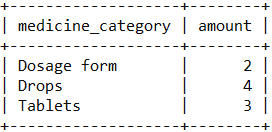 +-------------------+--------+
| medicine_category | amount |
+-------------------+--------+
| Dosage form       |      2 |
| Drops             |      4 |
| Tablets           |      3 |
+-------------------+--------+